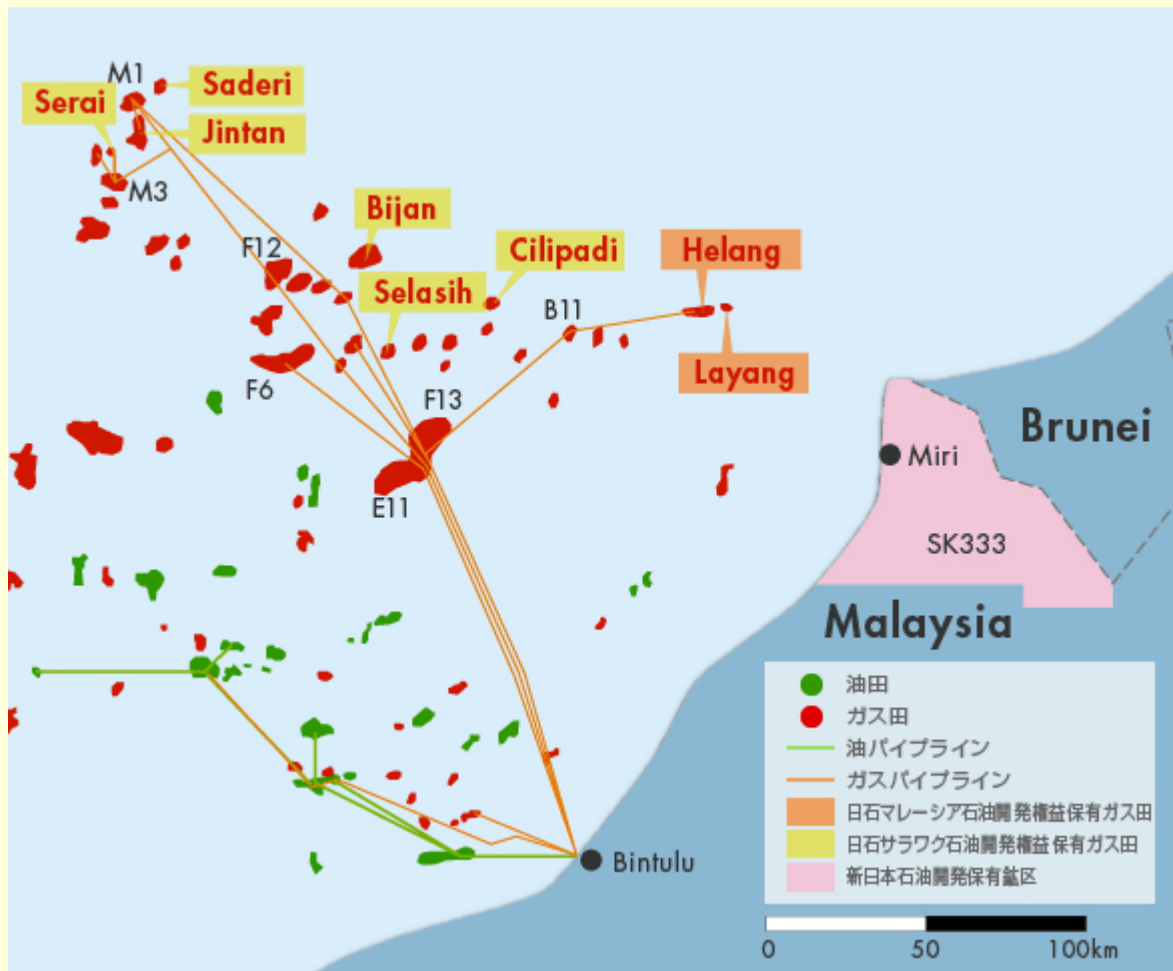 M1
Saderi
Serai
Jintan
M3
Bijan
F12
Cilipadi
Helang
Selasih
B11
Layang
F6
F13
Brunei
Miri
E11
SK333
Malaysia
油田
ガス田
油パイプライン
ガスパイプライン
日石マレーシア石油開発権益保有ガス田
日石サラワク石油開発権益保有ガス田
新日本石油開発保有鉱区
Bintulu
0 50 100km